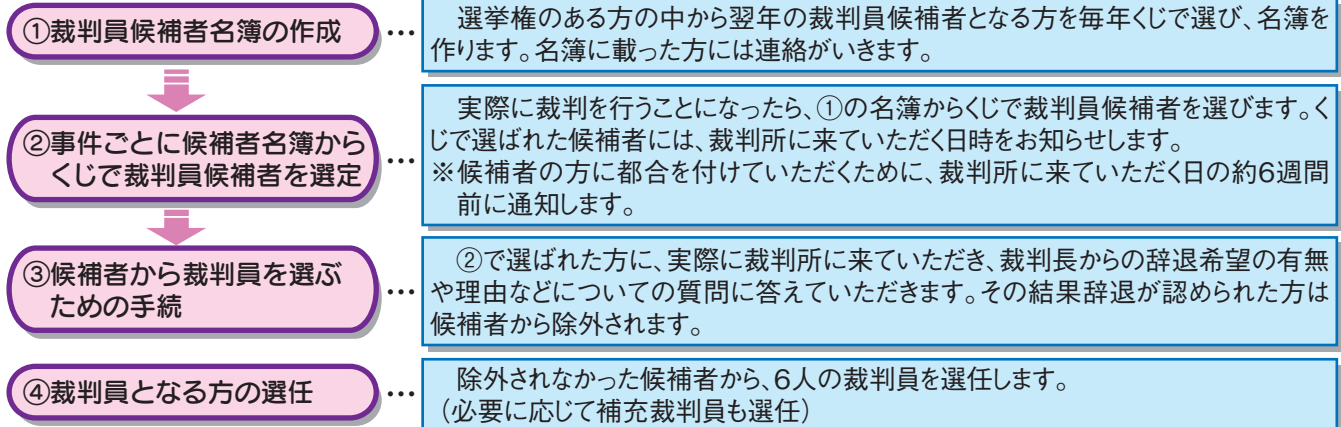 ①裁判員候補者名簿の作成
…
　選挙権のある方の中から翌年の裁判員候補者となる方を毎年くじで選び、名簿を
作ります。名簿に載った方には連絡がいきます。
②事件ごとに候補者名簿から
くじで裁判員候補者を選定
…
　実際に裁判を行うことになったら、①の名簿からくじで裁判員候補者を選びます。く
じで選ばれた候補者には、裁判所に来ていただく日時をお知らせします。
※候補者の方に都合を付けていただくために、裁判所に来ていただく日の約6週間
前に通知します。
③候補者から裁判員を選ぶ
ための手続
…
　②で選ばれた方に、実際に裁判所に来ていただき、裁判長からの辞退希望の有無
や理由などについての質問に答えていただきます。その結果辞退が認められた方は
候補者から除外されます。
④裁判員となる方の選任
…
　除外されなかった候補者から、6人の裁判員を選任します。
（必要に応じて補充裁判員も選任）